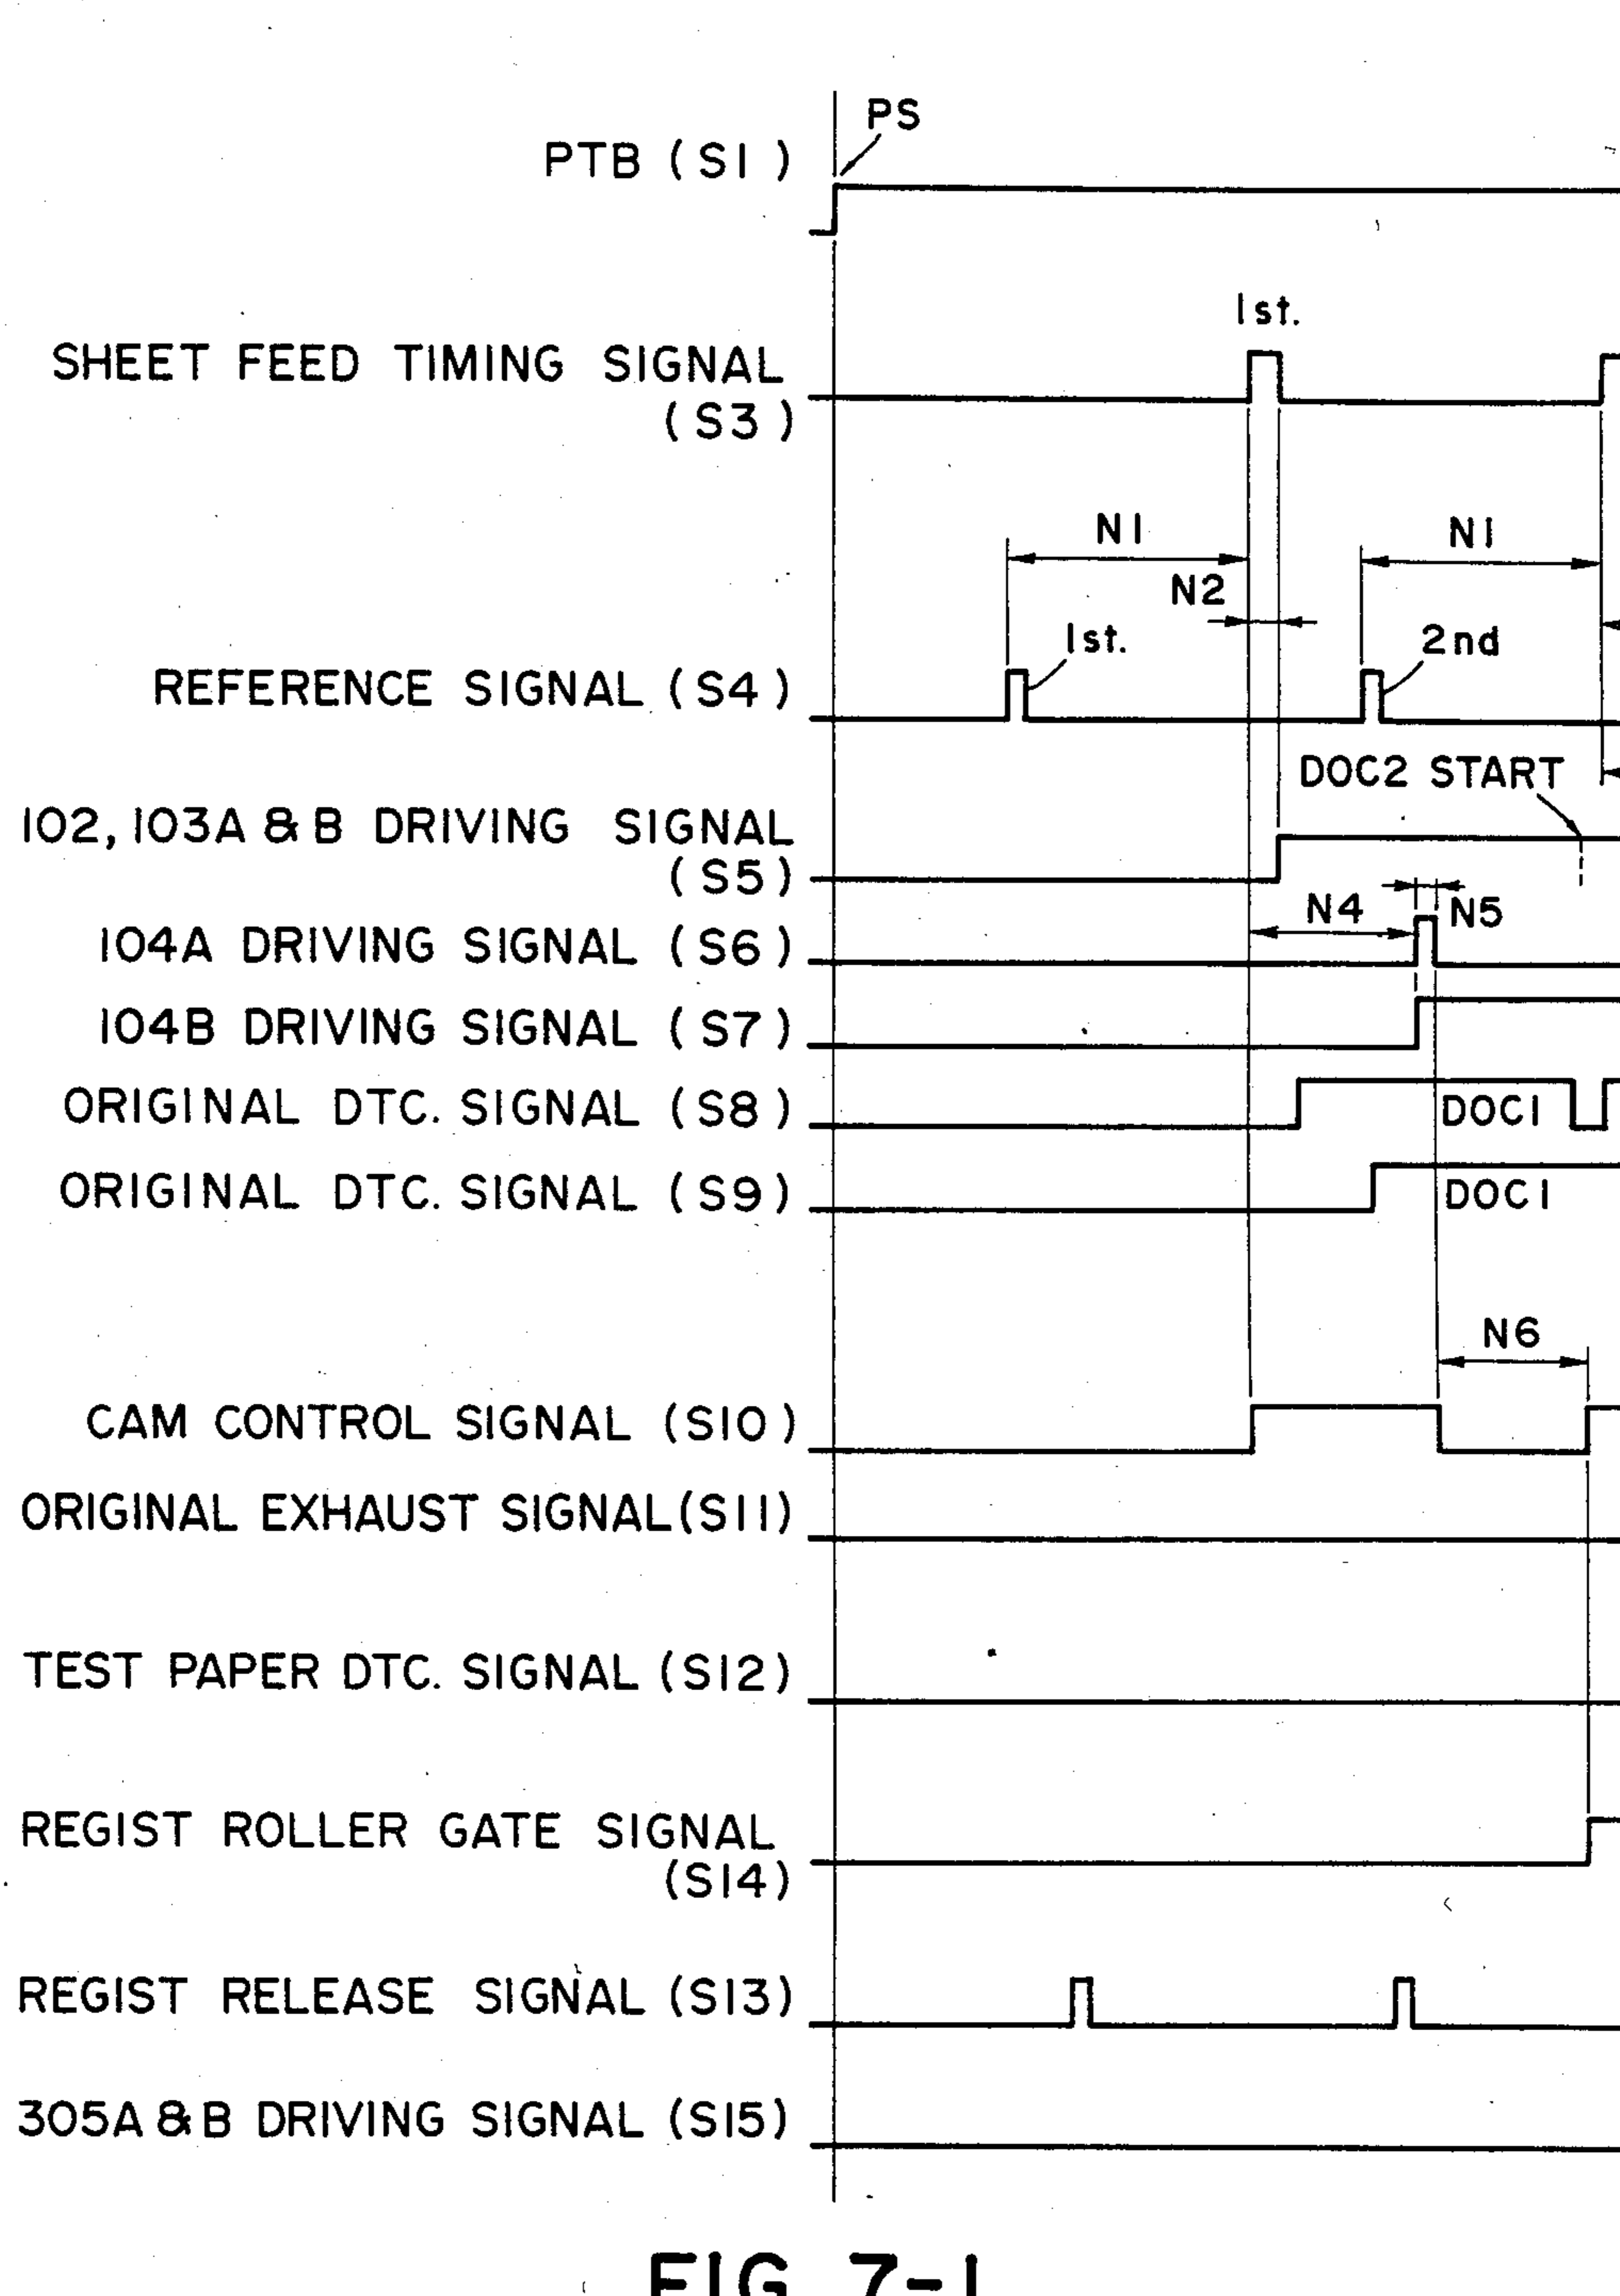 PS
PTB (S1)
1st.
SHEET FEED TIMING SIGNAL
(S3)
N1
N1
N2
1st.
2nd
REFERENCE SIGNAL (S4)
DOC2 START
102, 103A & B DRIVING SIGNAL
(S5)
N4
N5
104A DRIVING SIGNAL (S6)
104B DRIVING SIGNAL (S7)
ORIGINAL DTC. SIGNAL (S8)
DOC1
ORIGINAL DTC. SIGNAL (S9)
DOC1
N6
CAM CONTROL SIGNAL (S10)
ORIGINAL EXHAUST SIGNAL(S11)
TEST PAPER DTC. SIGNAL (S12)
REGIST ROLLER GATE SIGNAL
(S14)
REGIST RELEASE SIGNAL (S13)
305A & B DRIVING SIGNAL (S15)
FIG. 7-1